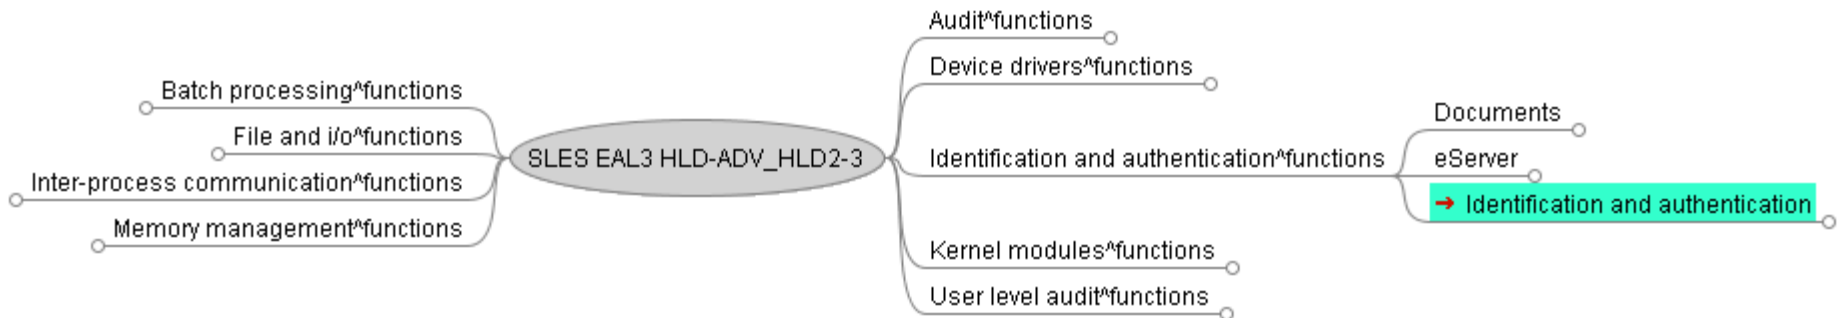 Batch processing^functions
File and i/o^functions
Inter-process communication^functions
Memory management^functions
SLES EAL3 HLD-ADV_HLD2-3
Audit^functions
Device drivers^functions
Identification and authentication^functions
Kernel modules^functions
User level audit^functions
Documents
eServer
Identification and authentication